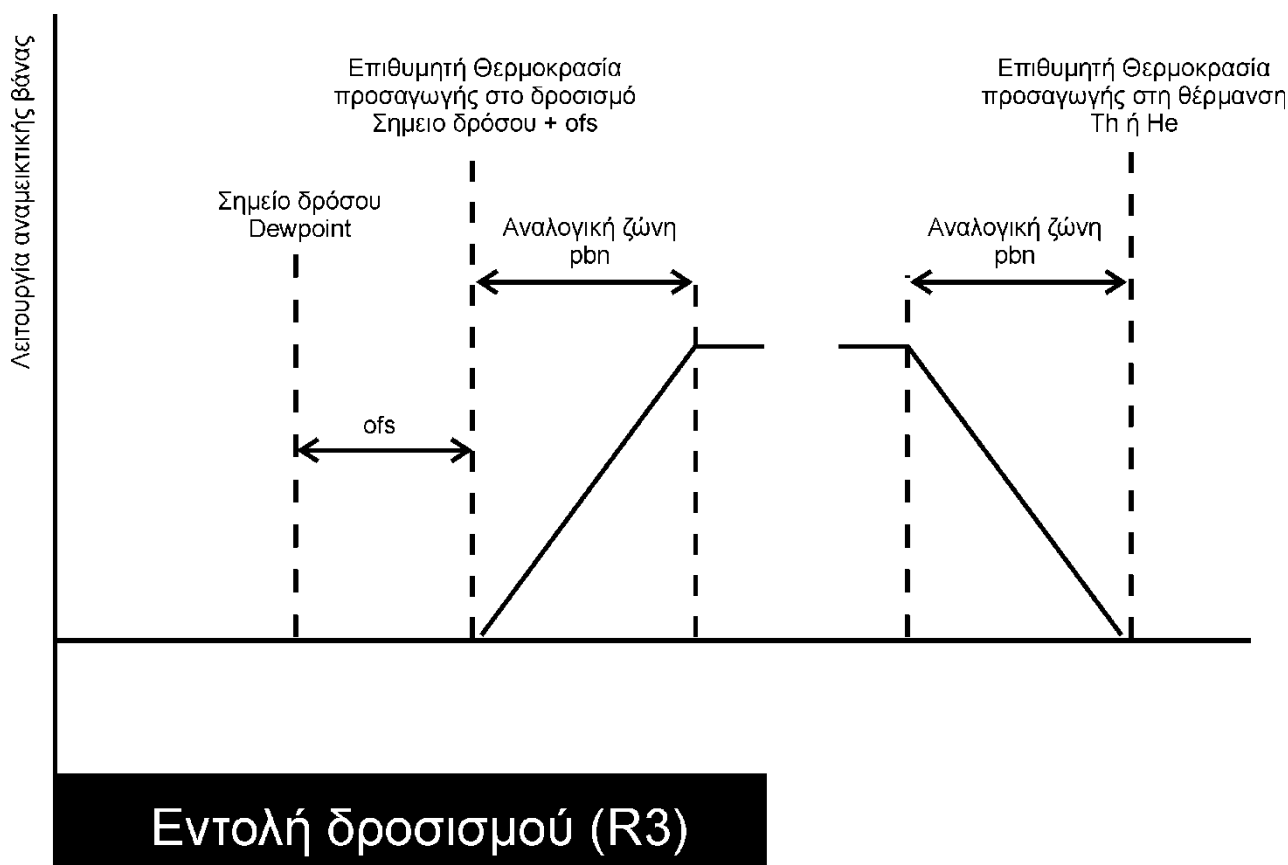 Λειτουργία αναμεικτικής βάνας
Επιθυμητή Θερμοκρασία
προσαγωγής στο δροσισμό
Σημειο δρόσου + ofs
Επιθυμητή Θερμοκρασία
προσαγωγής στη θέρμανση
Th ή He
Σημείο δρόσου
Dewpoint
Αναλογική ζώνη
pbn
Αναλογική ζώνη
pbn
ofs
Εντολή δροσισμού (R3)